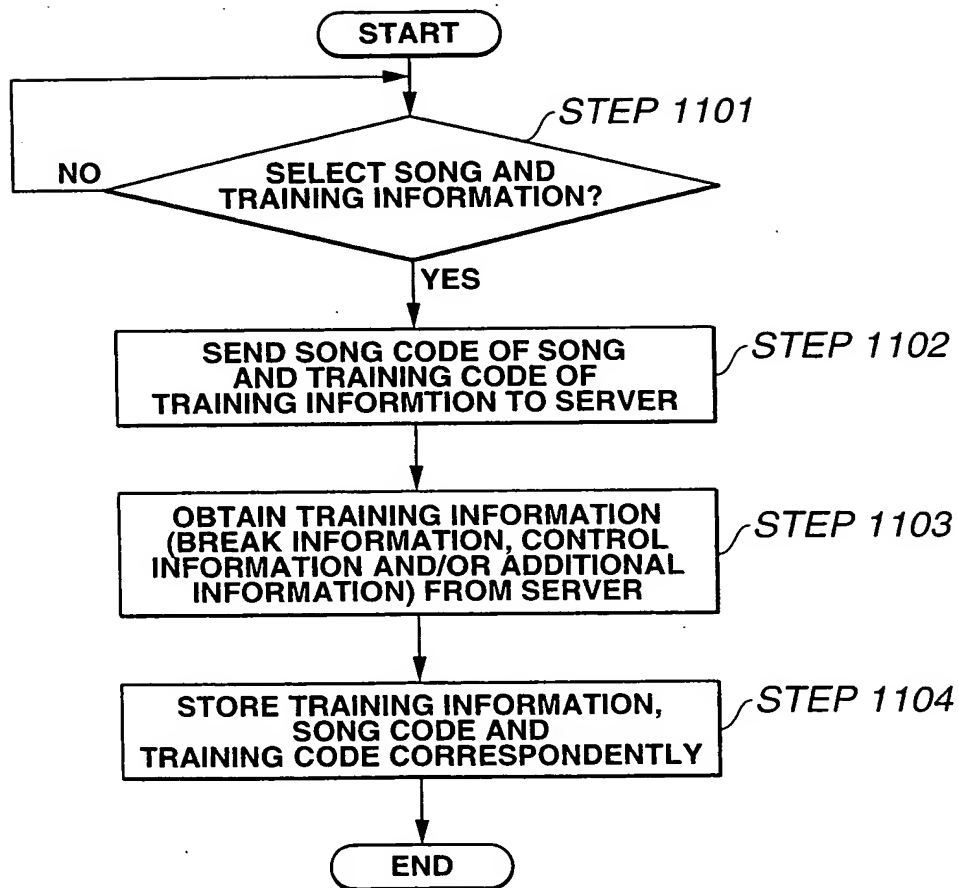 START
STEP 1101
SELECT SONG AND
TRAINING INFORMATION?
NO
YES
STEP 1102
SEND SONG CODE OF SONG
AND TRAINING CODE OF
TRAINING INFORMTION TO SERVER
STEP 1103
OBTAIN TRAINING INFORMATION
(BREAK INFORMATION, CONTROL
INFORMATION AND/OR ADDITIONAL
INFORMATION) FROM SERVER
STEP 1104
STORE TRAINING INFORMATION,
SONG CODE AND
TRAINING CODE CORRESPONDENTLY
END